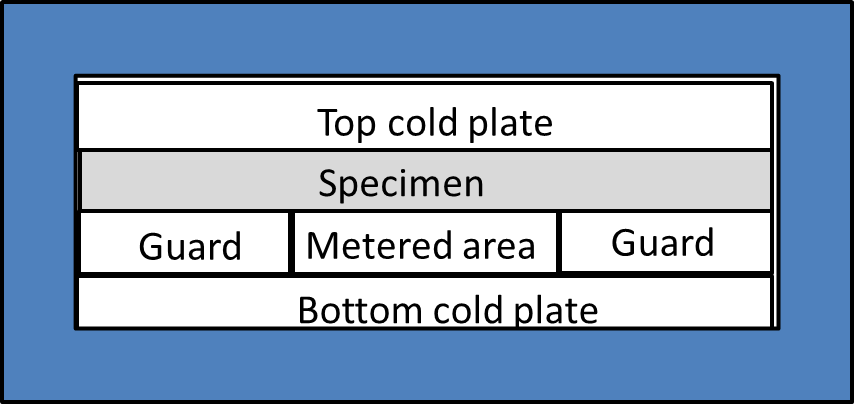 Top cold plate
Specimen
Guard Metered area Guard
Bottom cold plate